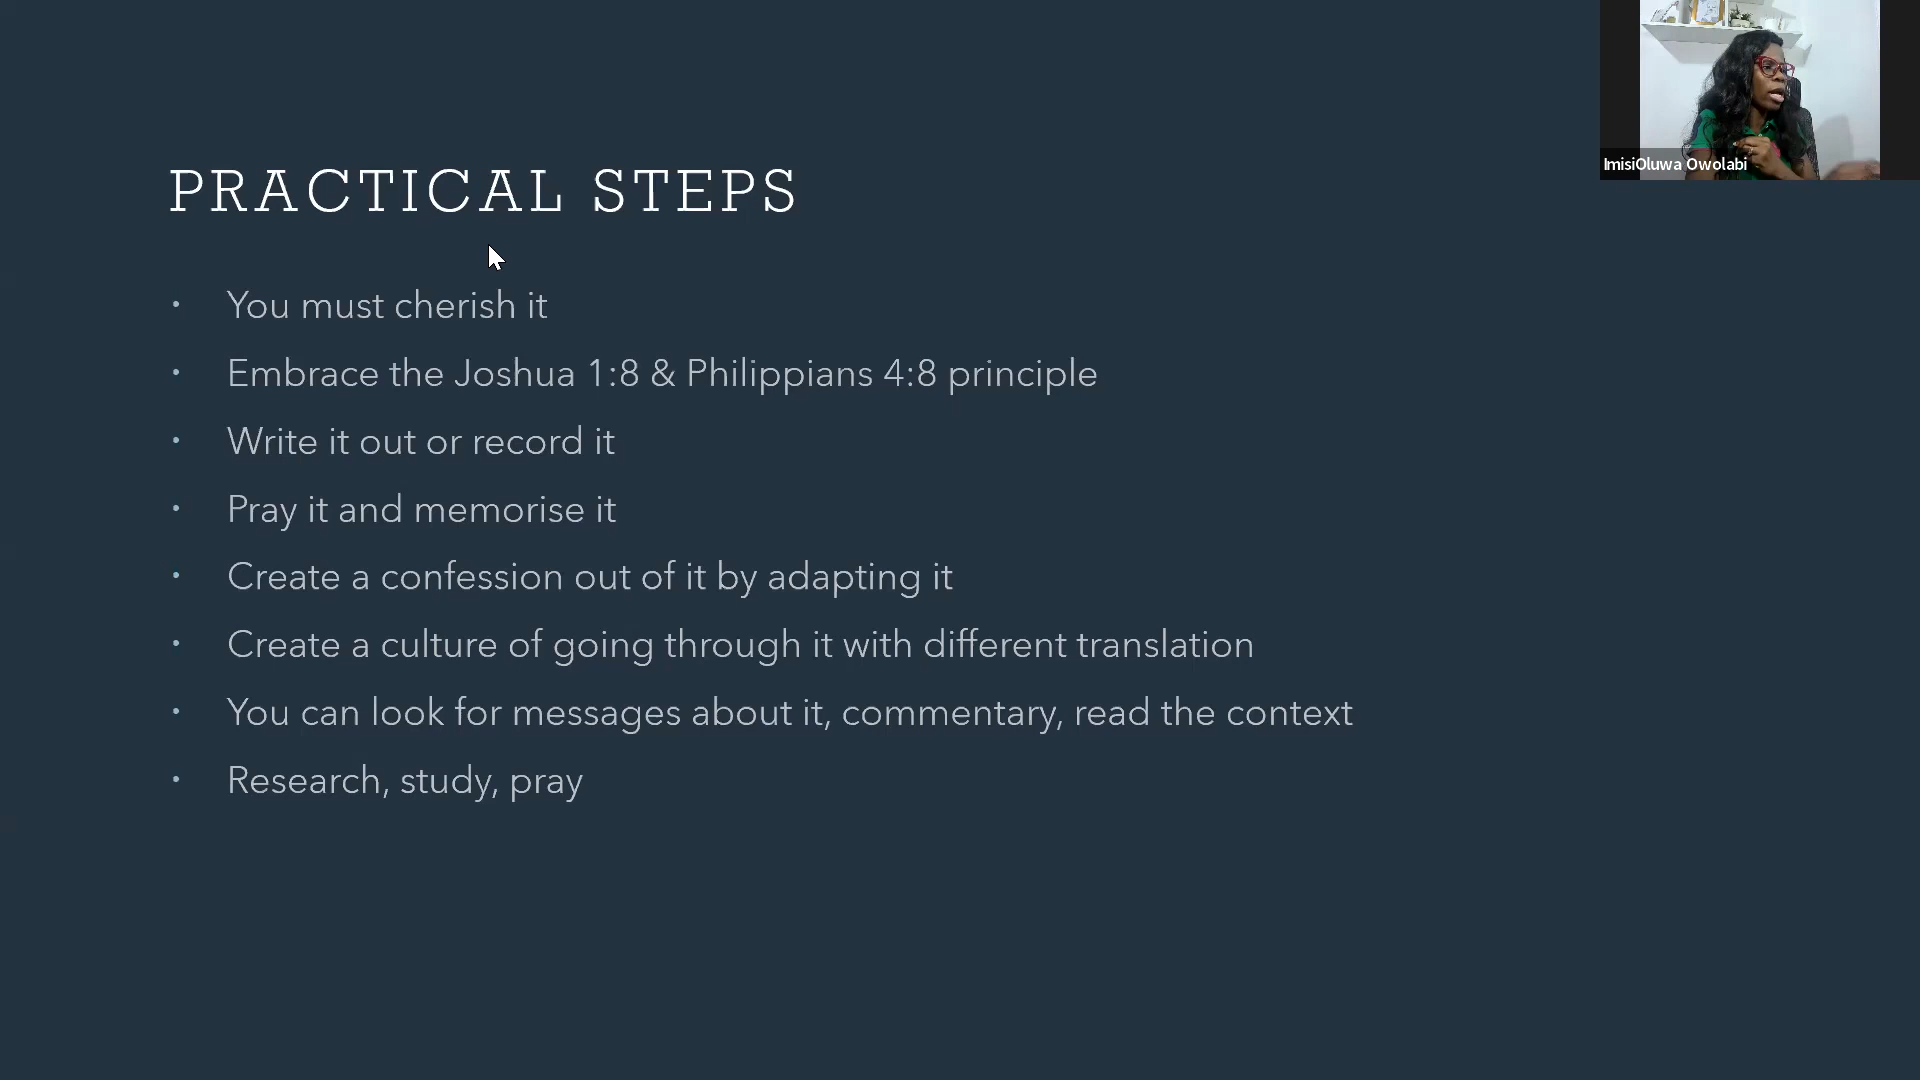 PRACTICAL STEPS
• You must cherish it
• Embrace the Joshua 1:8 & Philippians 4:8 principle
• Write it out or record it
• Pray it and memorise it
• Create a confession out of it by adapting it
• Create a culture of going through it with different translation
• You can look for messages about it, commentary, read the context
• Research, study, pray
ImisiOluwa Owolabi